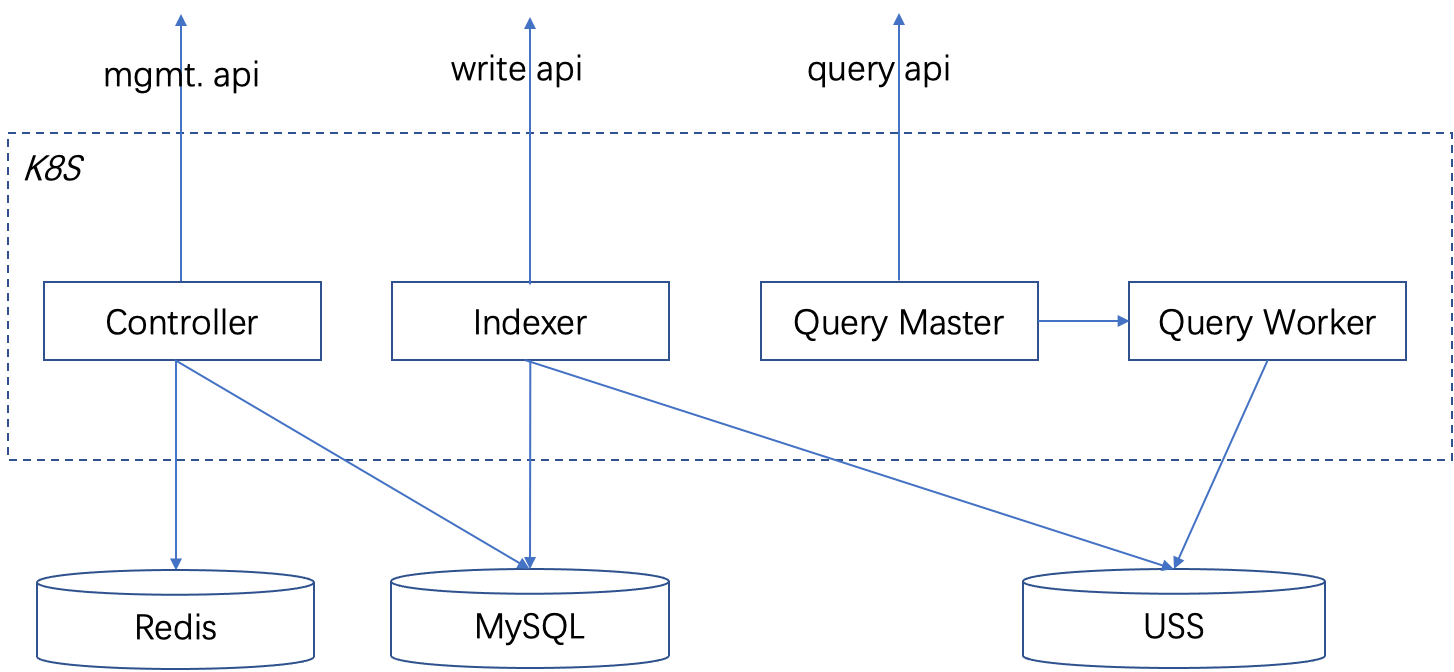 mgmt. api
write api
query api
K8S
Controller
Indexer
Query Master
Query Worker
Redis
MySQL
USS